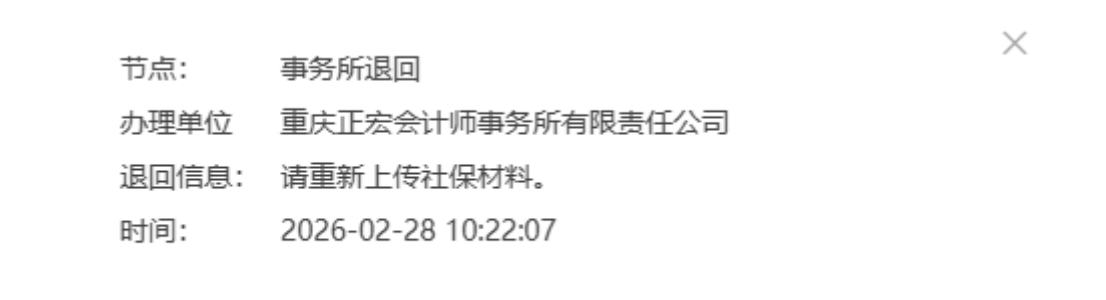 节点： 事务所退回
办理单位 重庆正宏会计师事务所有限责任公司
退回信息： 请重新上传社保材料。
时间： 2026-02-28 10:22:07